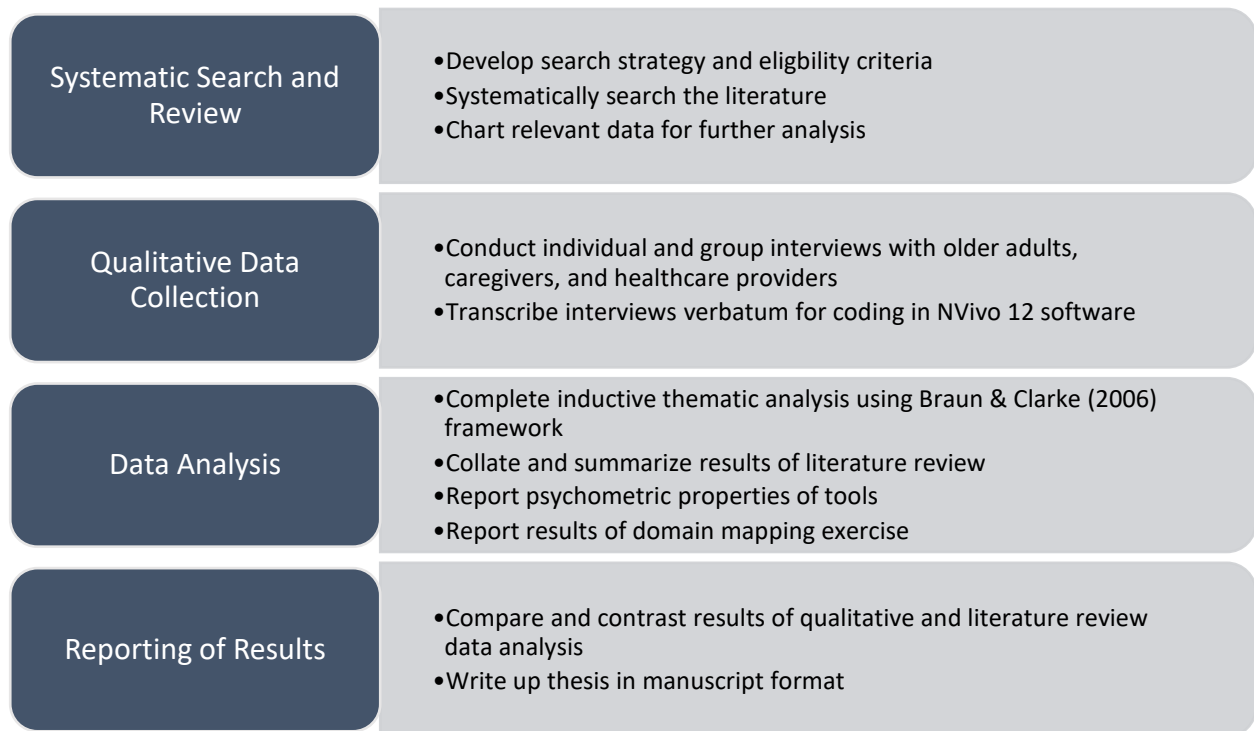 Systematic Search and
Review
•Develop search strategy and eligbility criteria
•Systematically search the literature
•Chart relevant data for further analysis
Qualitative Data
Collection
•Conduct individual and group interviews with older adults,
caregivers, and healthcare providers
•Transcribe interviews verbatum for coding in NVivo 12 software
Data Analysis
•Complete inductive thematic analysis using Braun & Clarke (2006)
framework
•Collate and summarize results of literature review
•Report psychometric properties of tools
•Report results of domain mapping exercise
Reporting of Results
•Compare and contrast results of qualitative and literature review
data analysis
•Write up thesis in manuscript format